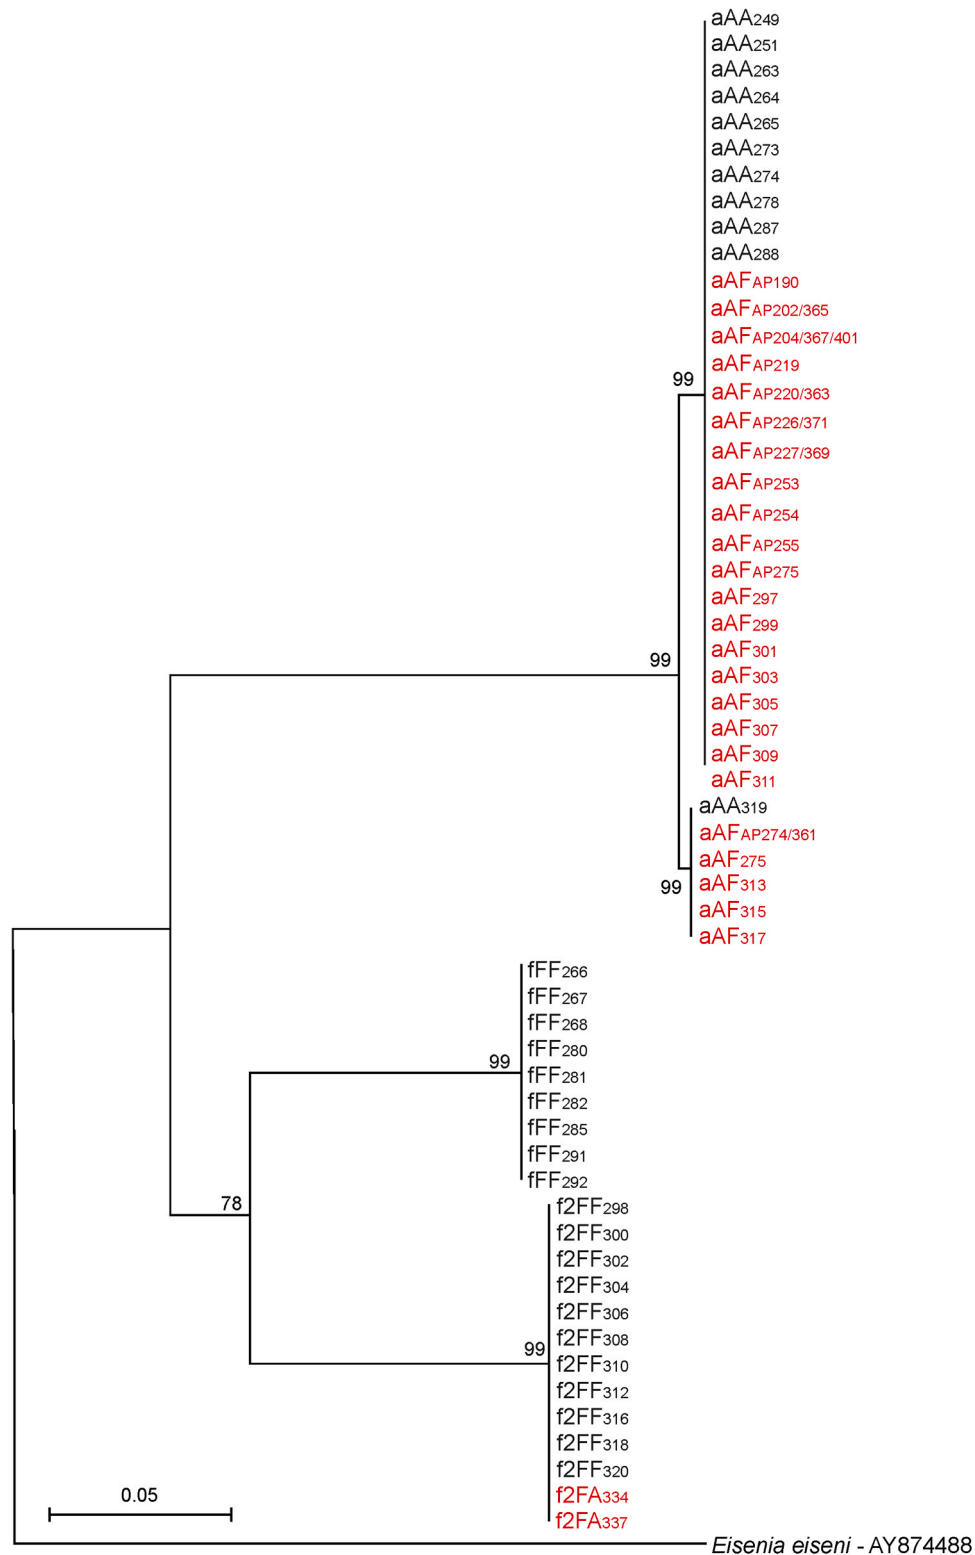 aAA249
aAA251
aAA263
aAA264
aAA265
aAA273
aAA274
aAA278
aAA287
aAA288
aAFAP190
aAFAP202/365
aAFAP204/367/401
aAFAP219
99
aAFAP220/363
aAFAP226/371
aAFAP227/369
aAFAP253
aAFAP254
aAFAP255
aAFAP275
aAF297
aAF299
aAF301
99
aAF303
aAF305
aAF307
aAF309
aAF311
aAA319
aAFAP274/361
aAF275
99
aAF313
aAF315
aAF317
fFF266
fFF267
fFF268
fFF280
99
fFF281
fFF282
fFF285
fFF291
fFF292
78
f2FF298
f2FF300
f2FF302
f2FF304
f2FF306
f2FF308
99
f2FF310
f2FF312
f2FF316
f2FF318
f2FF320
0.05
f2FA334
f2FA337
Eisenia eiseni - AY874488